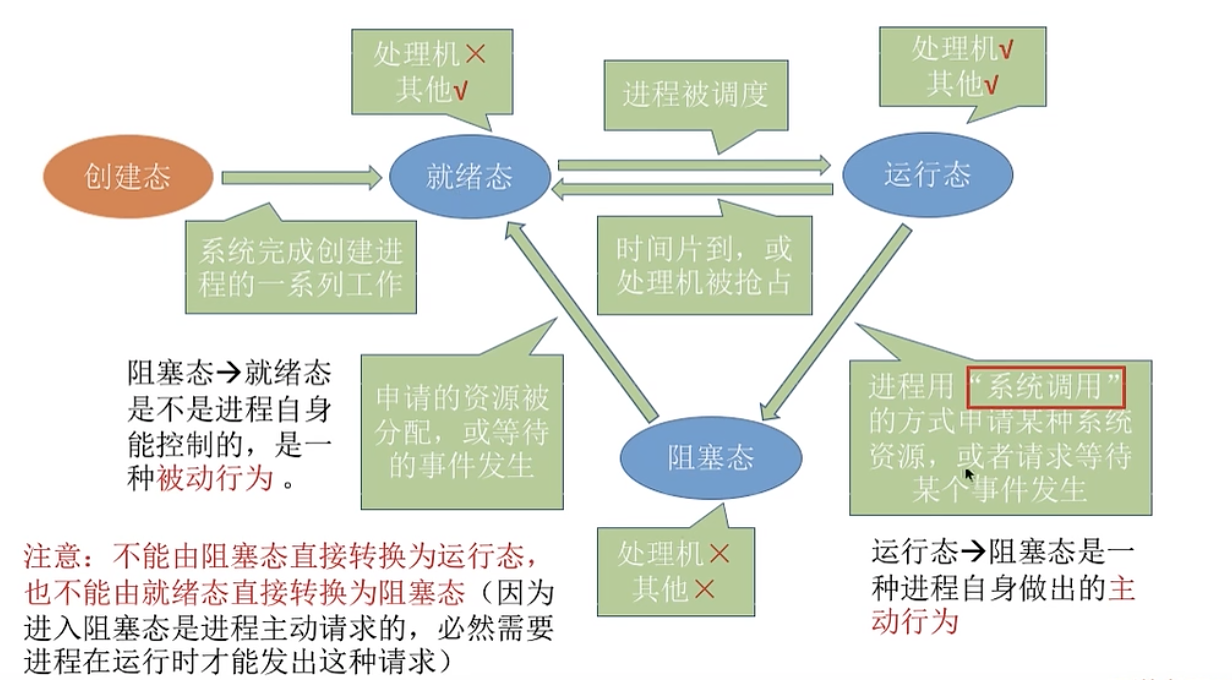 处理机×
其他√
处理机√
其他√
进程被调度
创建态
就绪态
运行态
系统完成创建进
程的一系列工作
时间片到，或
处理机被抢占
阻塞态→就绪态
是不是进程自身
能控制的，是一
种被动行为。
申请的资源被
分配，或等待
的事件发生
进程用“系统调用”
的方式申请某种系统
资源，或者请求等待
某个事件发生
阻塞态
处理机×
其他×
注意：不能由阻塞态直接转换为运行态，
也不能由就绪态直接转换为阻塞态（因为
进入阻塞态是进程主动请求的，必然需要
进程在运行时才能发出这种请求）
运行态→阻塞态是一
种进程自身做出的主
动行为